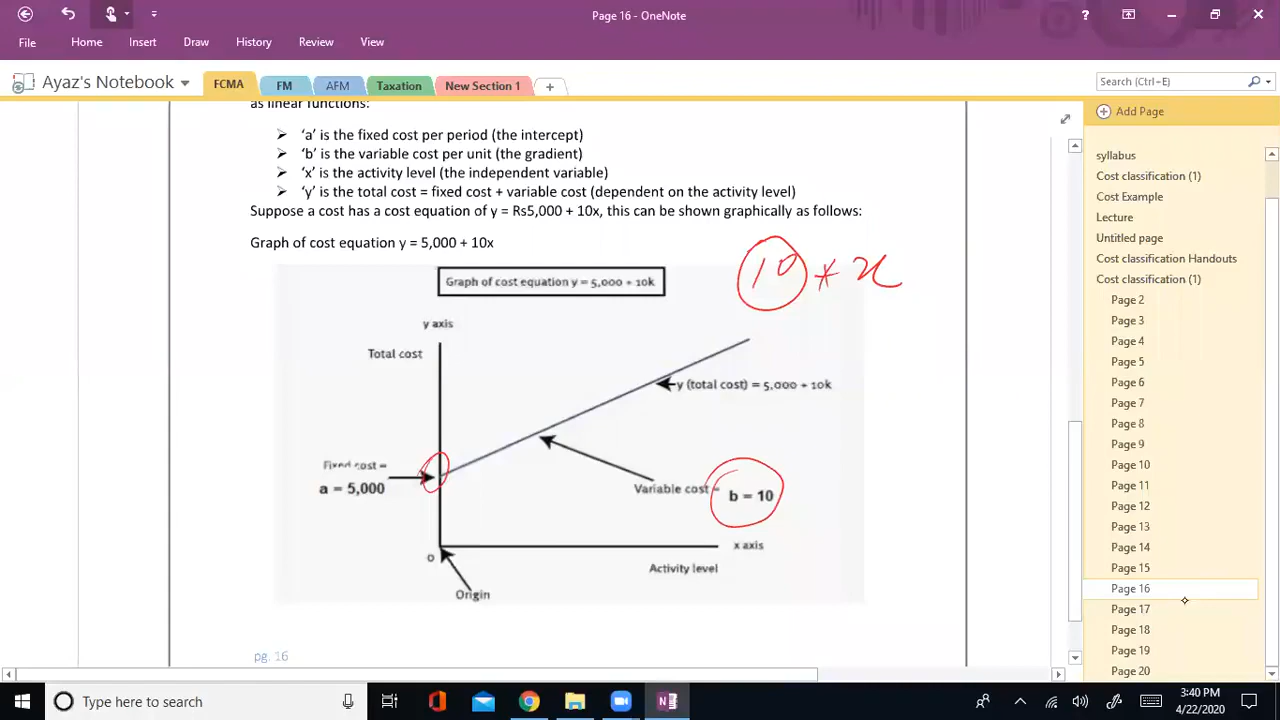 Page 16 - OneNote
?
File Home Insert Draw History Review View
Ayaz's Notebook FCMA FM AFM Taxation New Section 1 +
Search (Ctrl+E)
as linear functions:
'a' is the fixed cost per period (the intercept)
'b' is the variable cost per unit (the gradient)
'x' is the activity level (the independent variable)
'y' is the total cost = fixed cost + variable cost (dependent on the activity level)
Suppose a cost has a cost equation of y = Rs5,000 + 10x, this can be shown graphically as follows:
Graph of cost equation y = 5,000 + 10x
10 * x
Graph of cost equation y = 5,000 + 10k
y axis
Total cost
y (total cost) = 5,000 + 10k
Fixed cost =
a = 5,000
Variable cost =
b = 10
o
x axis
Activity level
Origin
pg. 16
Add Page
syllabus
Cost classification (1)
Cost Example
Lecture
Untitled page
Cost classification Handouts
Cost classification (1)
Page 2
Page 3
Page 4
Page 5
Page 6
Page 7
Page 8
Page 9
Page 10
Page 11
Page 12
Page 13
Page 14
Page 15
Page 16
Page 17
Page 18
Page 19
Page 20
Type here to search
3:40 PM
4/22/2020